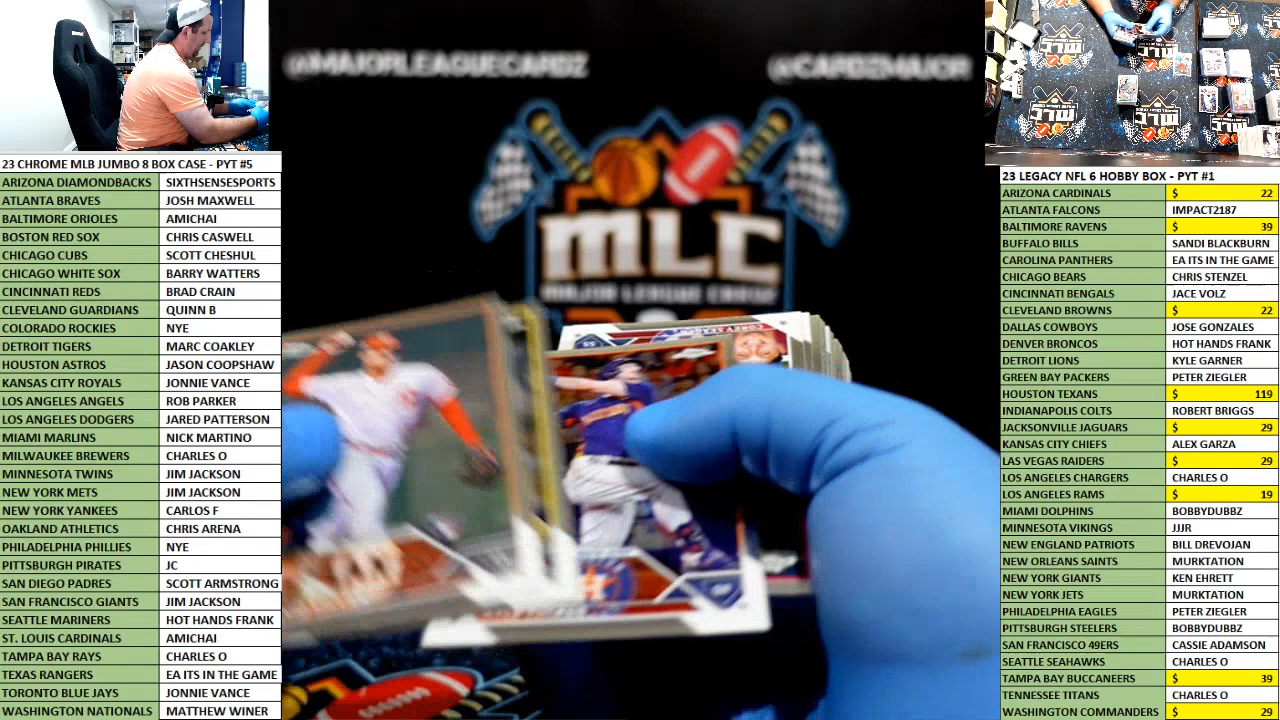 @MAJORLEAGUECARDZ
@CARDZMAJOR
MLC
23 CHROME MLB JUMBO 8 BOX CASE - PYT #5
ARIZONA DIAMONDBACKS SIXTHSENSESPORTS
ATLANTA BRAVES JOSH MAXWELL
BALTIMORE ORIOLES AMICHAI
BOSTON RED SOX CHRIS CASWELL
CHICAGO CUBS SCOTT CHESHUL
CHICAGO WHITE SOX BARRY WATTERS
CINCINNATI REDS BRAD CRAIN
CLEVELAND GUARDIANS QUINN B
COLORADO ROCKIES NYE
DETROIT TIGERS MARC COAKLEY
HOUSTON ASTROS JASON COOPSHAW
KANSAS CITY ROYALS JONNIE VANCE
LOS ANGELES ANGELS ROB PARKER
LOS ANGELES DODGERS JARED PATTERSON
MIAMI MARLINS NICK MARTINO
MILWAUKEE BREWERS CHARLES O
MINNESOTA TWINS JIM JACKSON
NEW YORK METS JIM JACKSON
NEW YORK YANKEES CARLOS F
OAKLAND ATHLETICS CHRIS ARENA
PHILADELPHIA PHILLIES NYE
PITTSBURGH PIRATES JC
SAN DIEGO PADRES SCOTT ARMSTRONG
SAN FRANCISCO GIANTS JIM JACKSON
SEATTLE MARINERS HOT HANDS FRANK
ST. LOUIS CARDINALS AMICHAI
TAMPA BAY RAYS CHARLES O
TEXAS RANGERS EA ITS IN THE GAME
TORONTO BLUE JAYS JONNIE VANCE
WASHINGTON NATIONALS MATTHEW WINER
23 LEGACY NFL 6 HOBBY BOX - PYT #1
ARIZONA CARDINALS $ 22
ATLANTA FALCONS IMPACT2187
BALTIMORE RAVENS $ 39
BUFFALO BILLS SANDI BLACKBURN
CAROLINA PANTHERS EA ITS IN THE GAME
CHICAGO BEARS CHRIS STENZEL
CINCINNATI BENGALS JACE VOLZ
CLEVELAND BROWNS $ 22
DALLAS COWBOYS JOSE GONZALES
DENVER BRONCOS HOT HANDS FRANK
DETROIT LIONS KYLE GARNER
GREEN BAY PACKERS PETER ZIEGLER
HOUSTON TEXANS $ 119
INDIANAPOLIS COLTS ROBERT BRIGGS
JACKSONVILLE JAGUARS $ 29
KANSAS CITY CHIEFS ALEX GARZA
LAS VEGAS RAIDERS $ 29
LOS ANGELES CHARGERS CHARLES O
LOS ANGELES RAMS $ 19
MIAMI DOLPHINS BOBBYDUBBZ
MINNESOTA VIKINGS JJJR
NEW ENGLAND PATRIOTS BILL DREVOJAN
NEW ORLEANS SAINTS MURKTATION
NEW YORK GIANTS KEN EHRETT
NEW YORK JETS MURKTATION
PHILADELPHIA EAGLES PETER ZIEGLER
PITTSBURGH STEELERS BOBBYDUBBZ
SAN FRANCISCO 49ERS CASSIE ADAMSON
SEATTLE SEAHAWKS CHARLES O
TAMPA BAY BUCCANEERS $ 39
TENNESSEE TITANS CHARLES O
WASHINGTON COMMANDERS $ 29